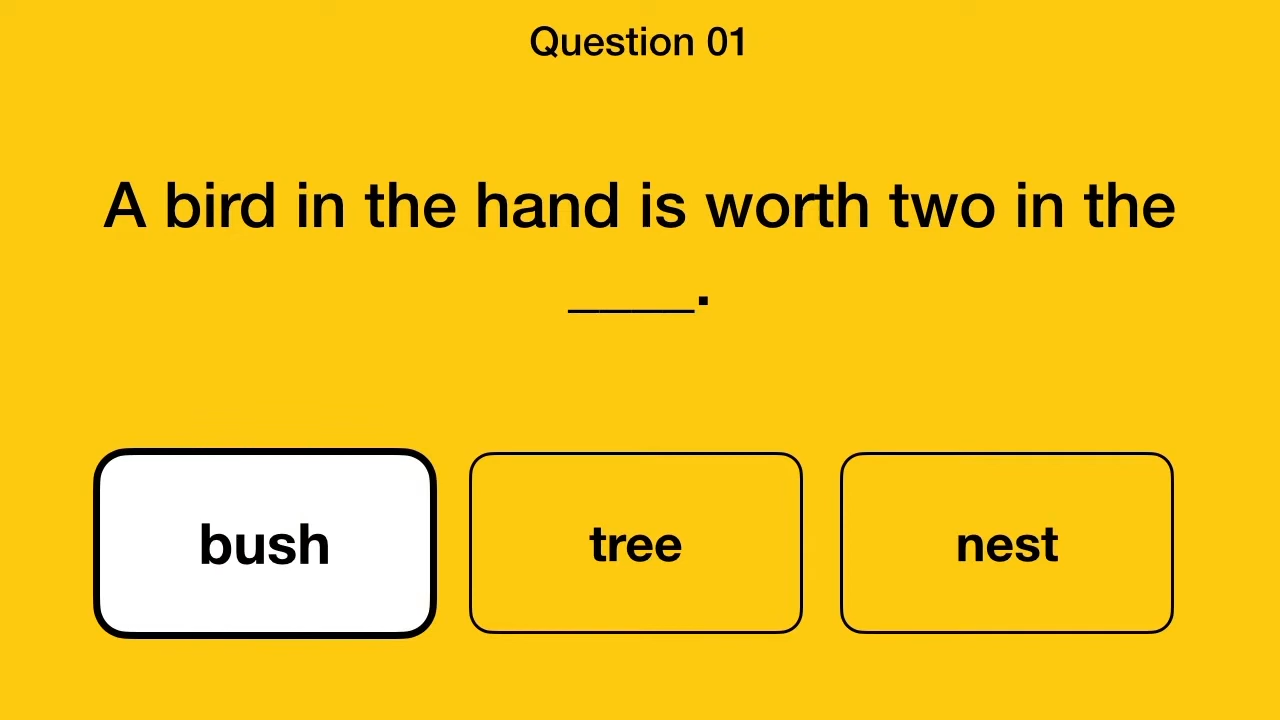 Question 01
A bird in the hand is worth two in the
____.
bush
tree
nest